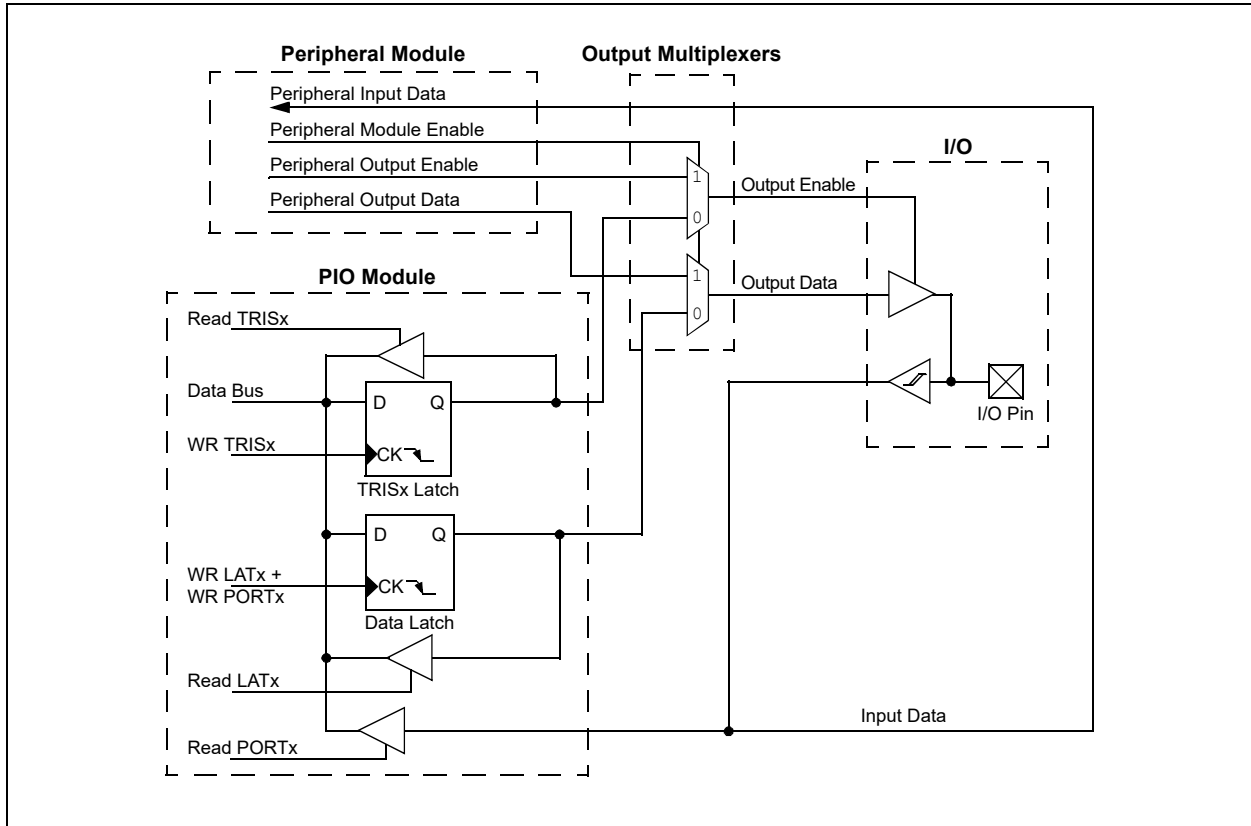 Peripheral Module
Output Multiplexers
Peripheral Input Data
Peripheral Module Enable
Peripheral Output Enable
Peripheral Output Data
1
0
Output Enable
1
0
Output Data
I/O
I/O Pin
PIO Module
Read TRISx
Data Bus
D Q
WR TRISx
CK
TRISx Latch
D Q
WR LATx +
WR PORTx
CK
Data Latch
Read LATx
Read PORTx
Input Data